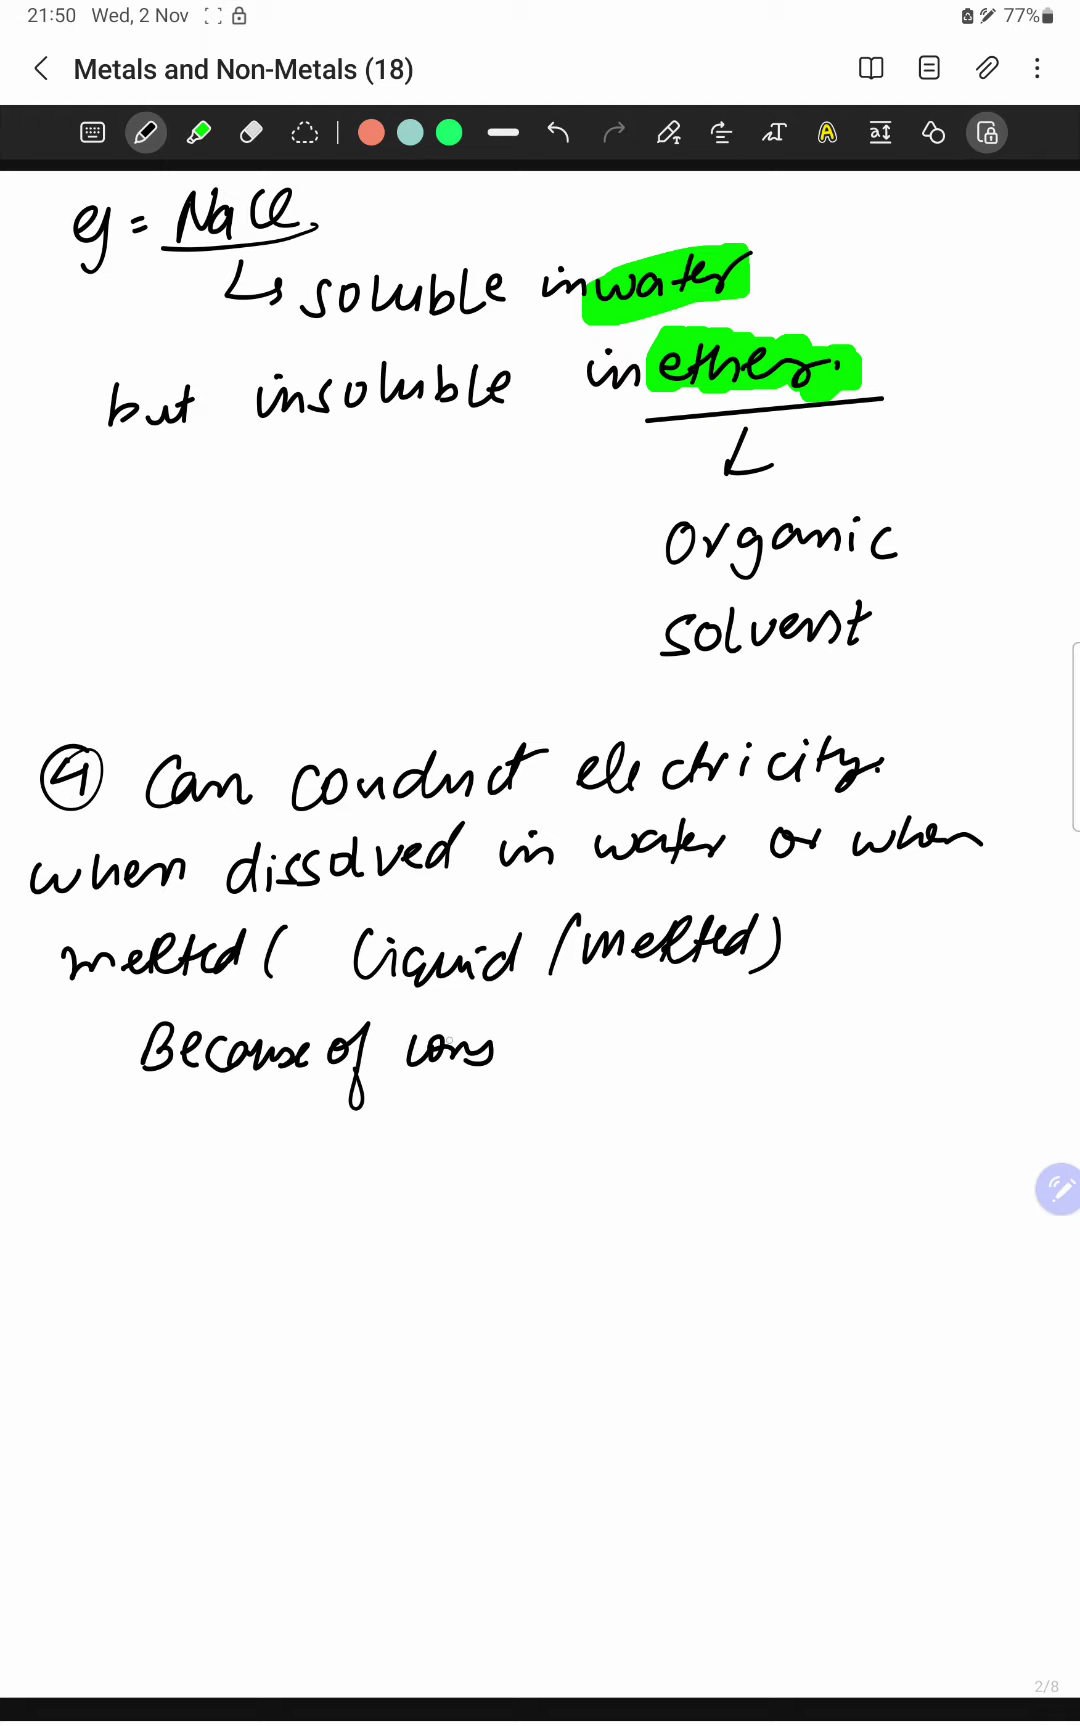 21:50 Wed, 2 Nov 77%
Metals and Non-Metals (18)
eg = NaCl.
↳ soluble in water
but insoluble in ether.
organic
solvent
④ Can conduct electricity.
when dissolved in water or when
melted ( liquid / melted)
Because of ions
2/8